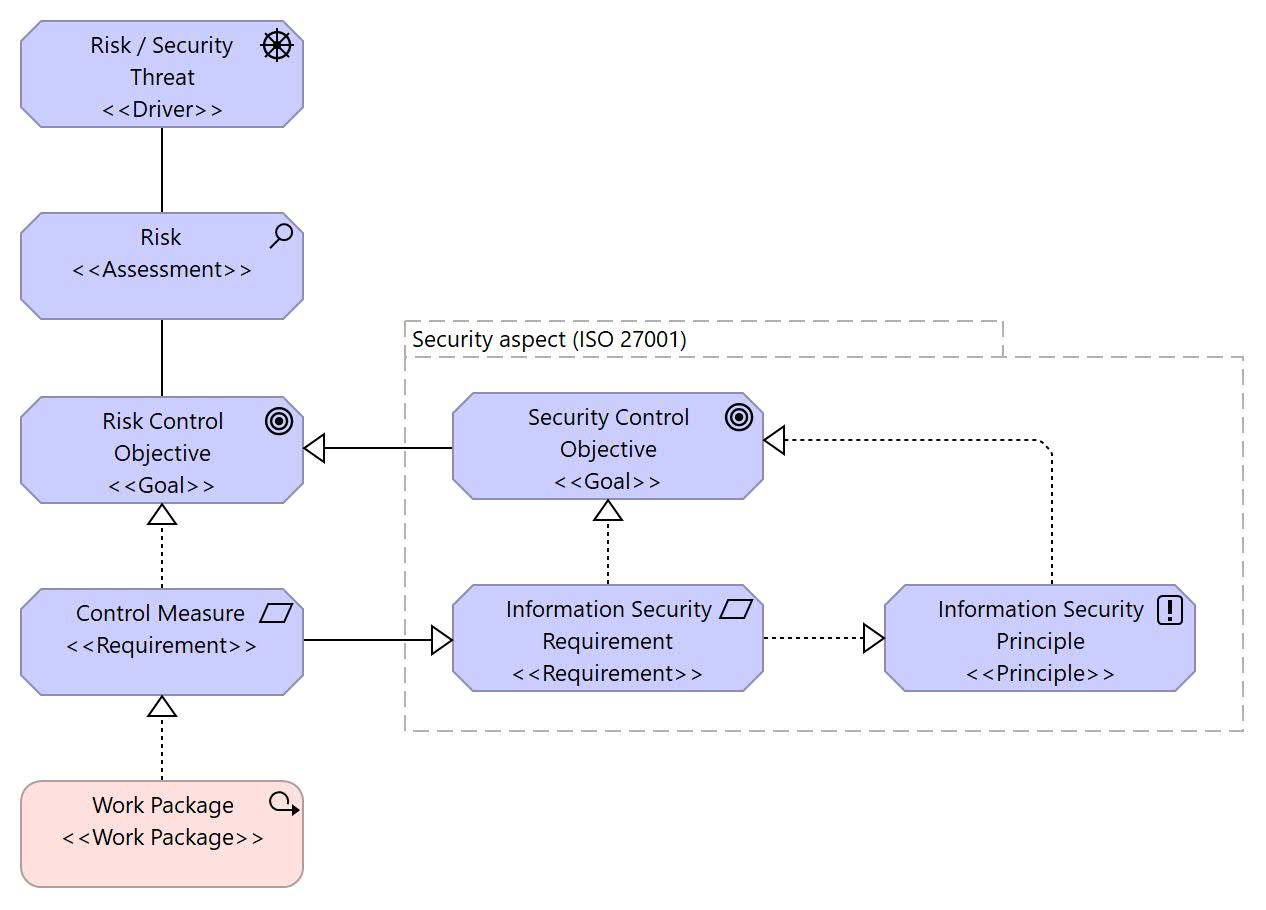 Risk / Security
Threat
<<Driver>>
Risk
<<Assessment>>
Security aspect (ISO 27001)
Risk Control
Objective
<<Goal>>
Security Control
Objective
<<Goal>>
Control Measure
<<Requirement>>
Information Security
Requirement
<<Requirement>>
Information Security
Principle
<<Principle>>
Work Package
<<Work Package>>